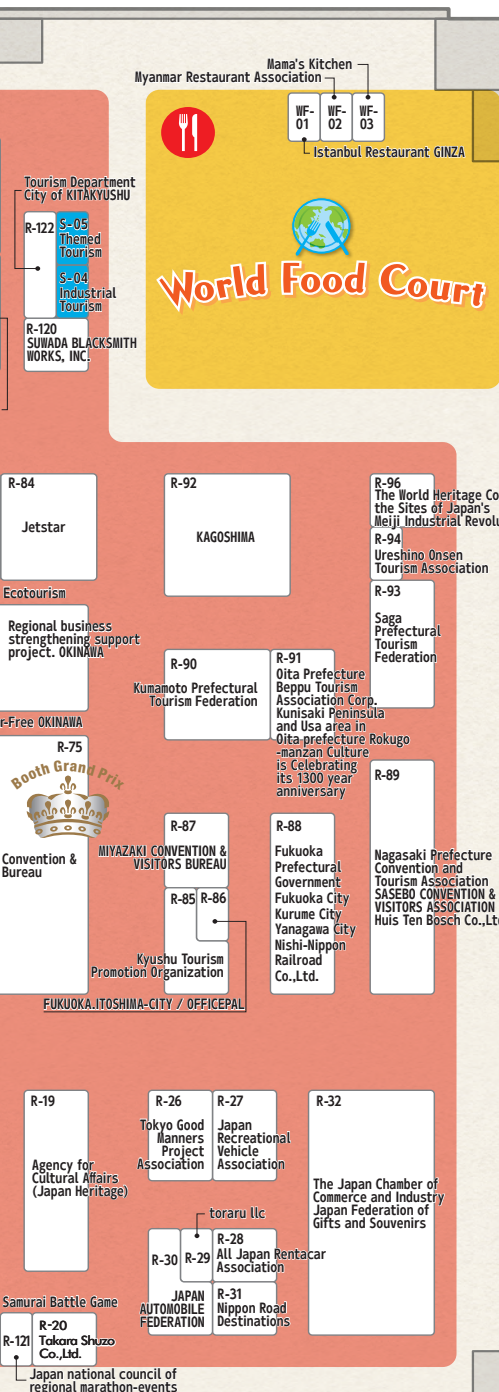 Mama's Kitchen
Myanmar Restaurant Association
WF-
01
WF-
02
WF-
03
Istanbul Restaurant GINZA
World Food Court
Tourism Department
City of KITAKYUSHU
R-122
S-05
Themed
Tourism
S-04
Industrial
Tourism
R-120
SUWADA BLACKSMITH
WORKS, INC.
R-84
Jetstar
R-92
KAGOSHIMA
R-96
The World Heritage Co
the Sites of Japan's
Meiji Industrial Revolu
R-94
Ureshino Onsen
Tourism Association
R-93
Saga
Prefectural
Tourism
Federation
Ecotourism
Regional business
strengthening support
project. OKINAWA
r-Free OKINAWA
R-90
Kumamoto Prefectural
Tourism Federation
R-91
Oita Prefecture
Beppu Tourism
Association Corp.
Kunisaki Peninsula
and Usa area in
Oita prefecture Rokugo
-manzan Culture
is Celebrating
its 1300 year
anniversary
R-75
Booth Grand Prix
Convention &
Bureau
R-87
MIYAZAKI CONVENTION &
VISITORS BUREAU
R-85
R-86
Kyushu Tourism
Promotion Organization
FUKUOKA.ITOSHIMA-CITY / OFFICEPAL
R-88
Fukuoka
Prefectural
Government
Fukuoka City
Kurume City
Yanagawa City
Nishi-Nippon
Railroad
Co.,Ltd.
R-89
Nagasaki Prefecture
Convention and
Tourism Association
SASEBO CONVENTION &
VISITORS ASSOCIATION
Huis Ten Bosch Co.,Ltd
R-19
Agency for
Cultural Affairs
(Japan Heritage)
R-26
Tokyo Good
Manners
Project
Association
R-27
Japan
Recreational
Vehicle
Association
R-32
The Japan Chamber of
Commerce and Industry
Japan Federation of
Gifts and Souvenirs
toraru llc
R-30
R-29
R-28
All Japan Rentacar
Association
JAPAN
AUTOMOBILE
FEDERATION
R-31
Nippon Road
Destinations
Samurai Battle Game
R-121
R-20
Takara Shuzo
Co.,Ltd.
Japan national council of
regional marathon-events